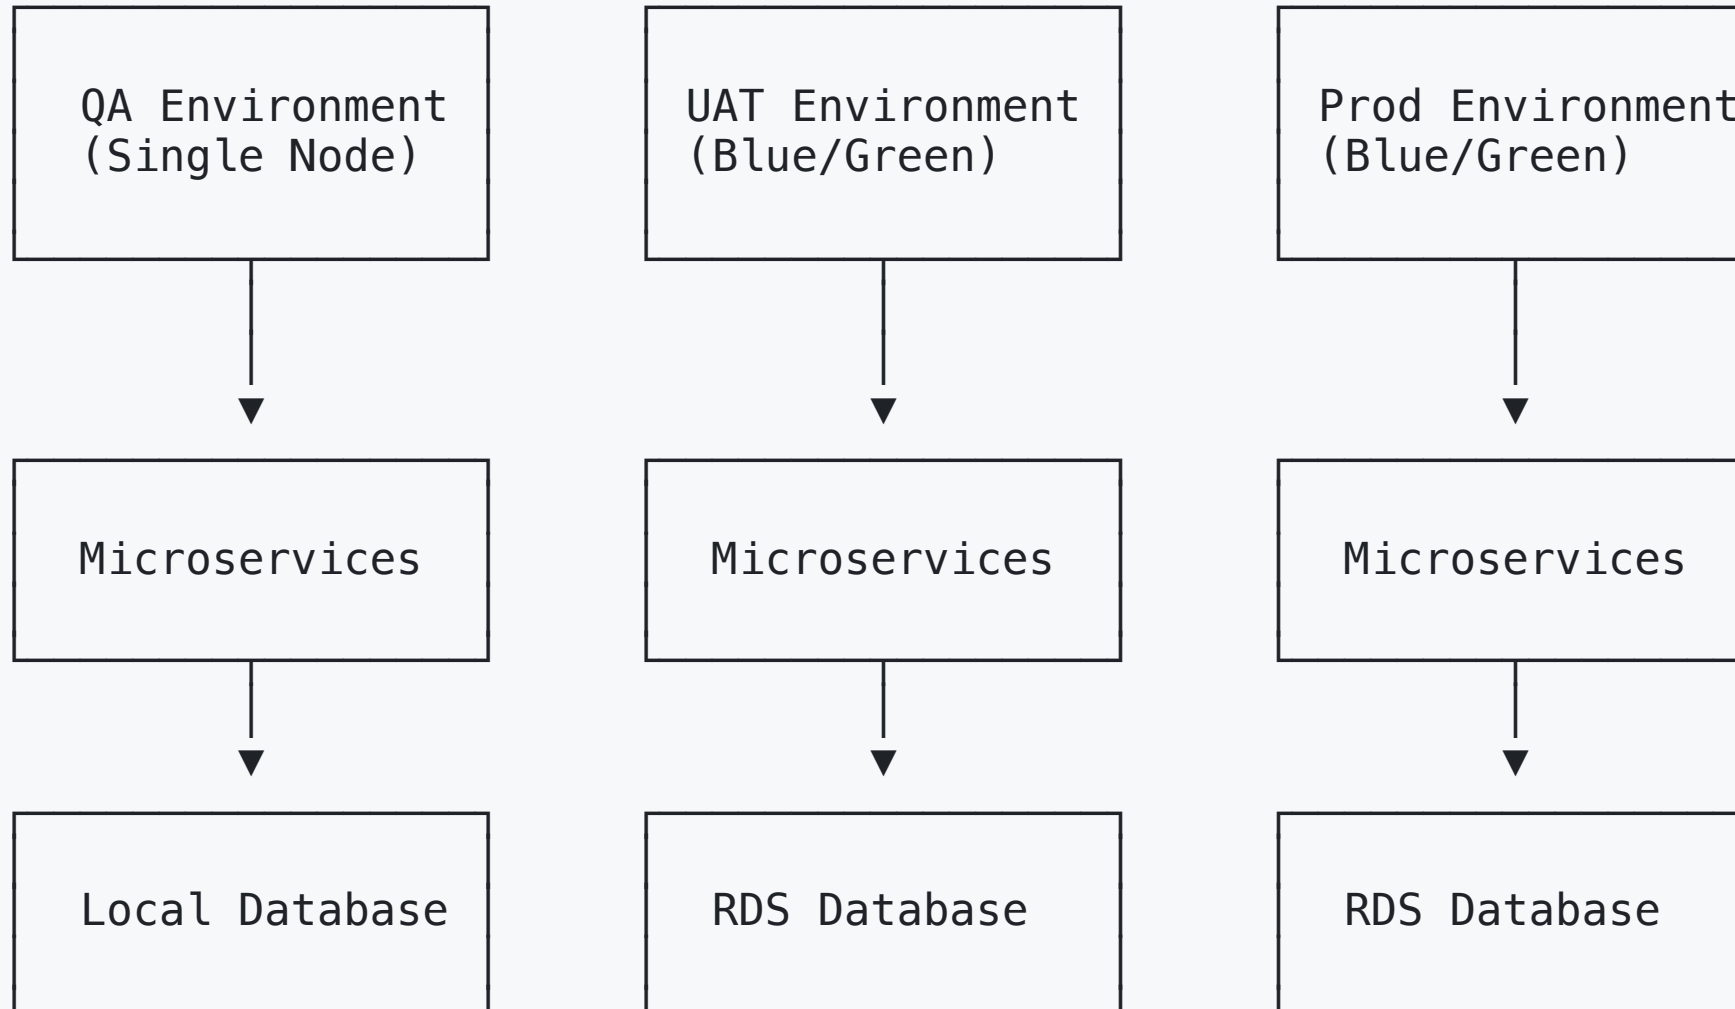 QA Environment
(Single Node)
UAT Environment
(Blue/Green)
Prod Environment
(Blue/Green)
Microservices
Microservices
Microservices
Local Database
RDS Database
RDS Database